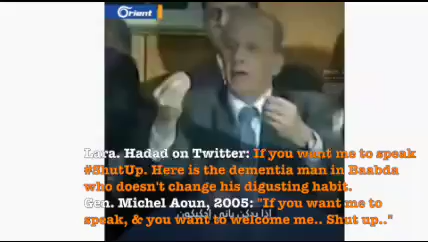 Orient
Lara. Hadad on Twitter: If you want me to speak
#ShutUp. Here is the dementia man in Baabda
who doesn't change his digusting habit.
Gen. Michel Aoun, 2005: "If you want me to
speak, & you want to welcome me.. Shut up.."